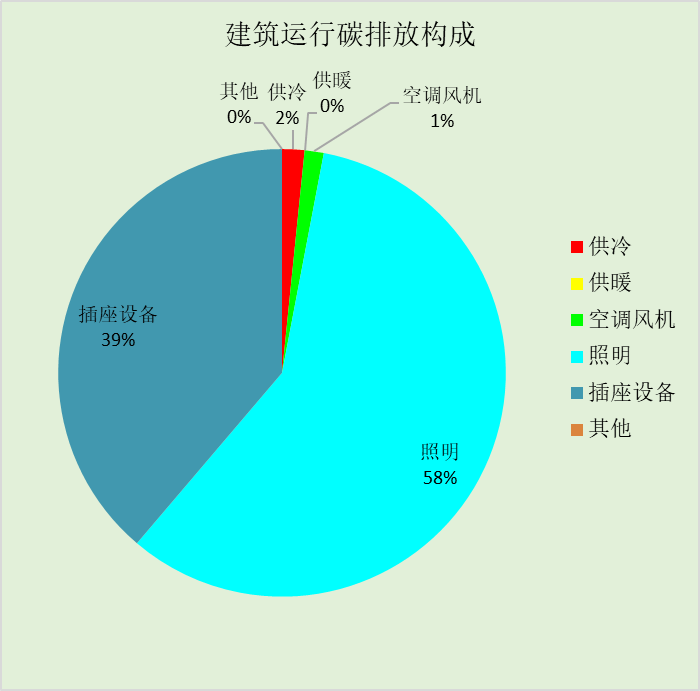 建筑运行碳排放构成
其他
0%
供冷
2%
供暖
0%
空调风机
1%
插座设备
39%
照明
58%
供冷
供暖
空调风机
照明
插座设备
其他